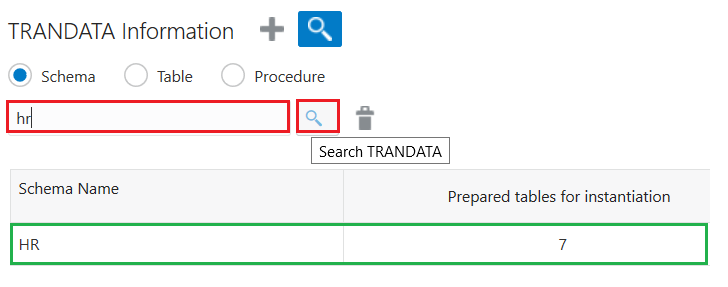 TRANDATA Information
Schema Table Procedure
hr
Search TRANDATA
Schema Name Prepared tables for instantiation
HR 7